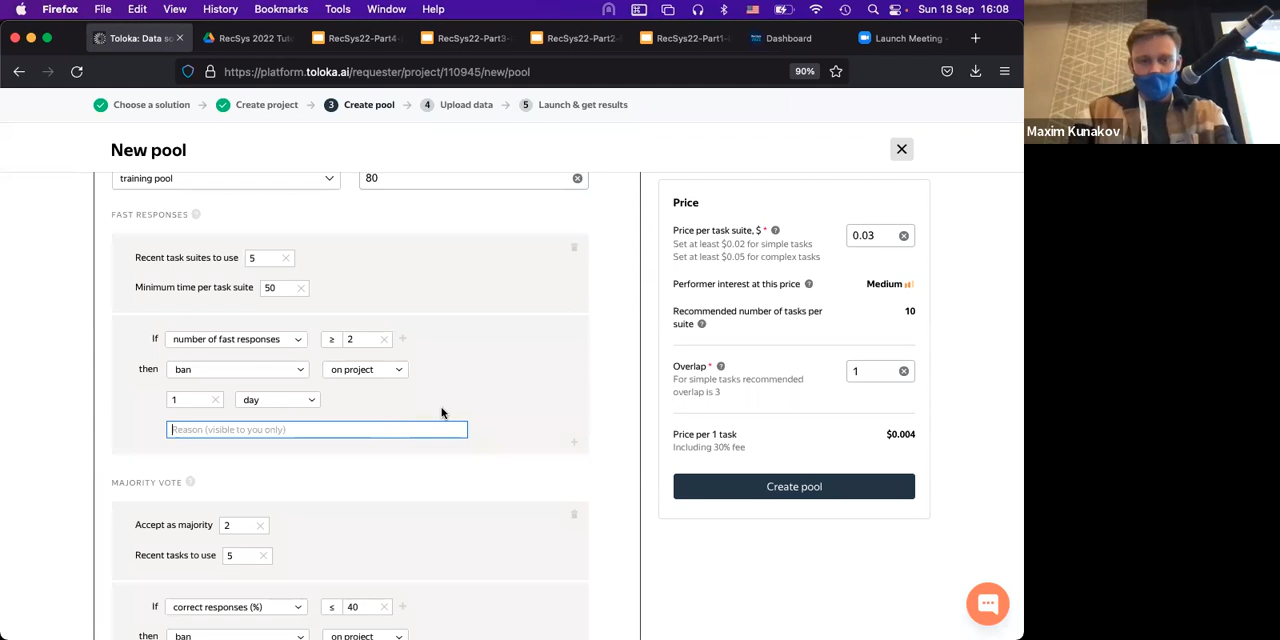 Firefox File Edit View History Bookmarks Tools Window Help Sun 18 Sep 16:08
Toloka: Data so RecSys 2022 Tuto RecSys22-Part4- RecSys22-Part3- RecSys22-Part2- RecSys22-Part1- Dashboard Launch Meeting -
https://platform.toloka.ai/requester/project/110945/new/pool 90%
Choose a solution Create project 3 Create pool 4 Upload data 5 Launch & get results
Maxim Kunakov
New pool
training pool 80
FAST RESPONSES
Recent task suites to use 5
Minimum time per task suite 50
If number of fast responses ≥ 2
then ban on project
1 day
Reason (visible to you only)
MAJORITY VOTE
Accept as majority 2
Recent tasks to use 5
If correct responses (%) ≤ 40
then ban on project
Price
Price per task suite, $ * 0.03
Set at least $0.02 for simple tasks
Set at least $0.05 for complex tasks
Performer interest at this price Medium
Recommended number of tasks per 10
suite
Overlap * 1
For simple tasks recommended
overlap is 3
Price per 1 task $0.004
Including 30% fee
Create pool